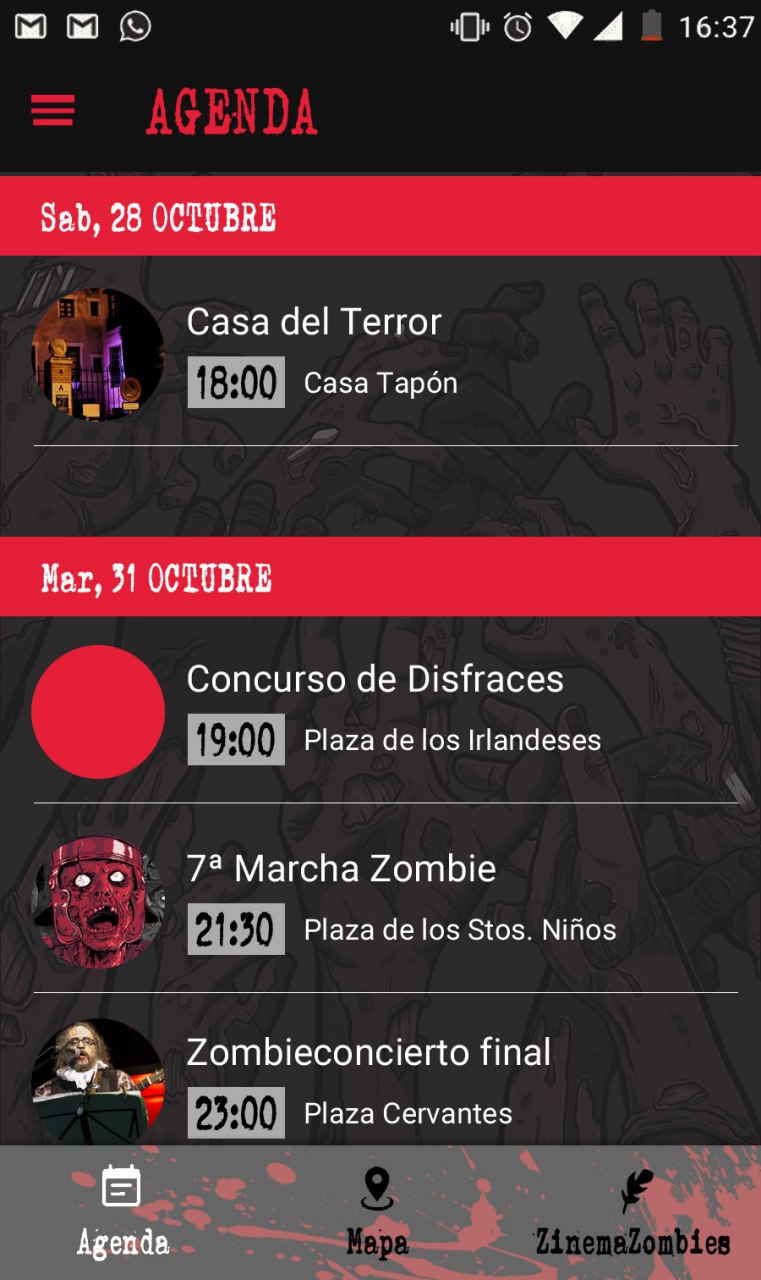 16:37
AGENDA
Sab, 28 OCTUBRE
Casa del Terror
18:00 Casa Tapón
Mar, 31 OCTUBRE
Concurso de Disfraces
19:00 Plaza de los Irlandeses
7ª Marcha Zombie
21:30 Plaza de los Stos. Niños
Zombieconcierto final
23:00 Plaza Cervantes
Agenda Mapa ZinemaZombies